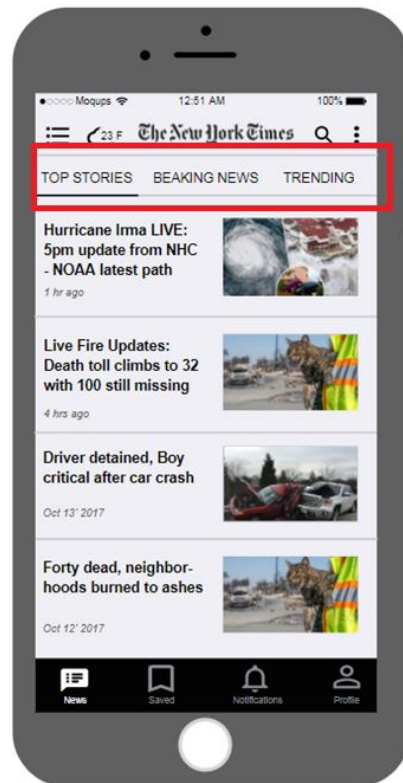 Moqups 12:51 AM 100%
23 F The New York Times
TOP STORIES BEAKING NEWS TRENDING
Hurricane Irma LIVE:
5pm update from NHC
- NOAA latest path
1 hr ago
Live Fire Updates:
Death toll climbs to 32
with 100 still missing
4 hrs ago
Driver detained, Boy
critical after car crash
Oct 13' 2017
Forty dead, neighbor-
hoods burned to ashes
Oct 12' 2017
News Saved Notifications Profile